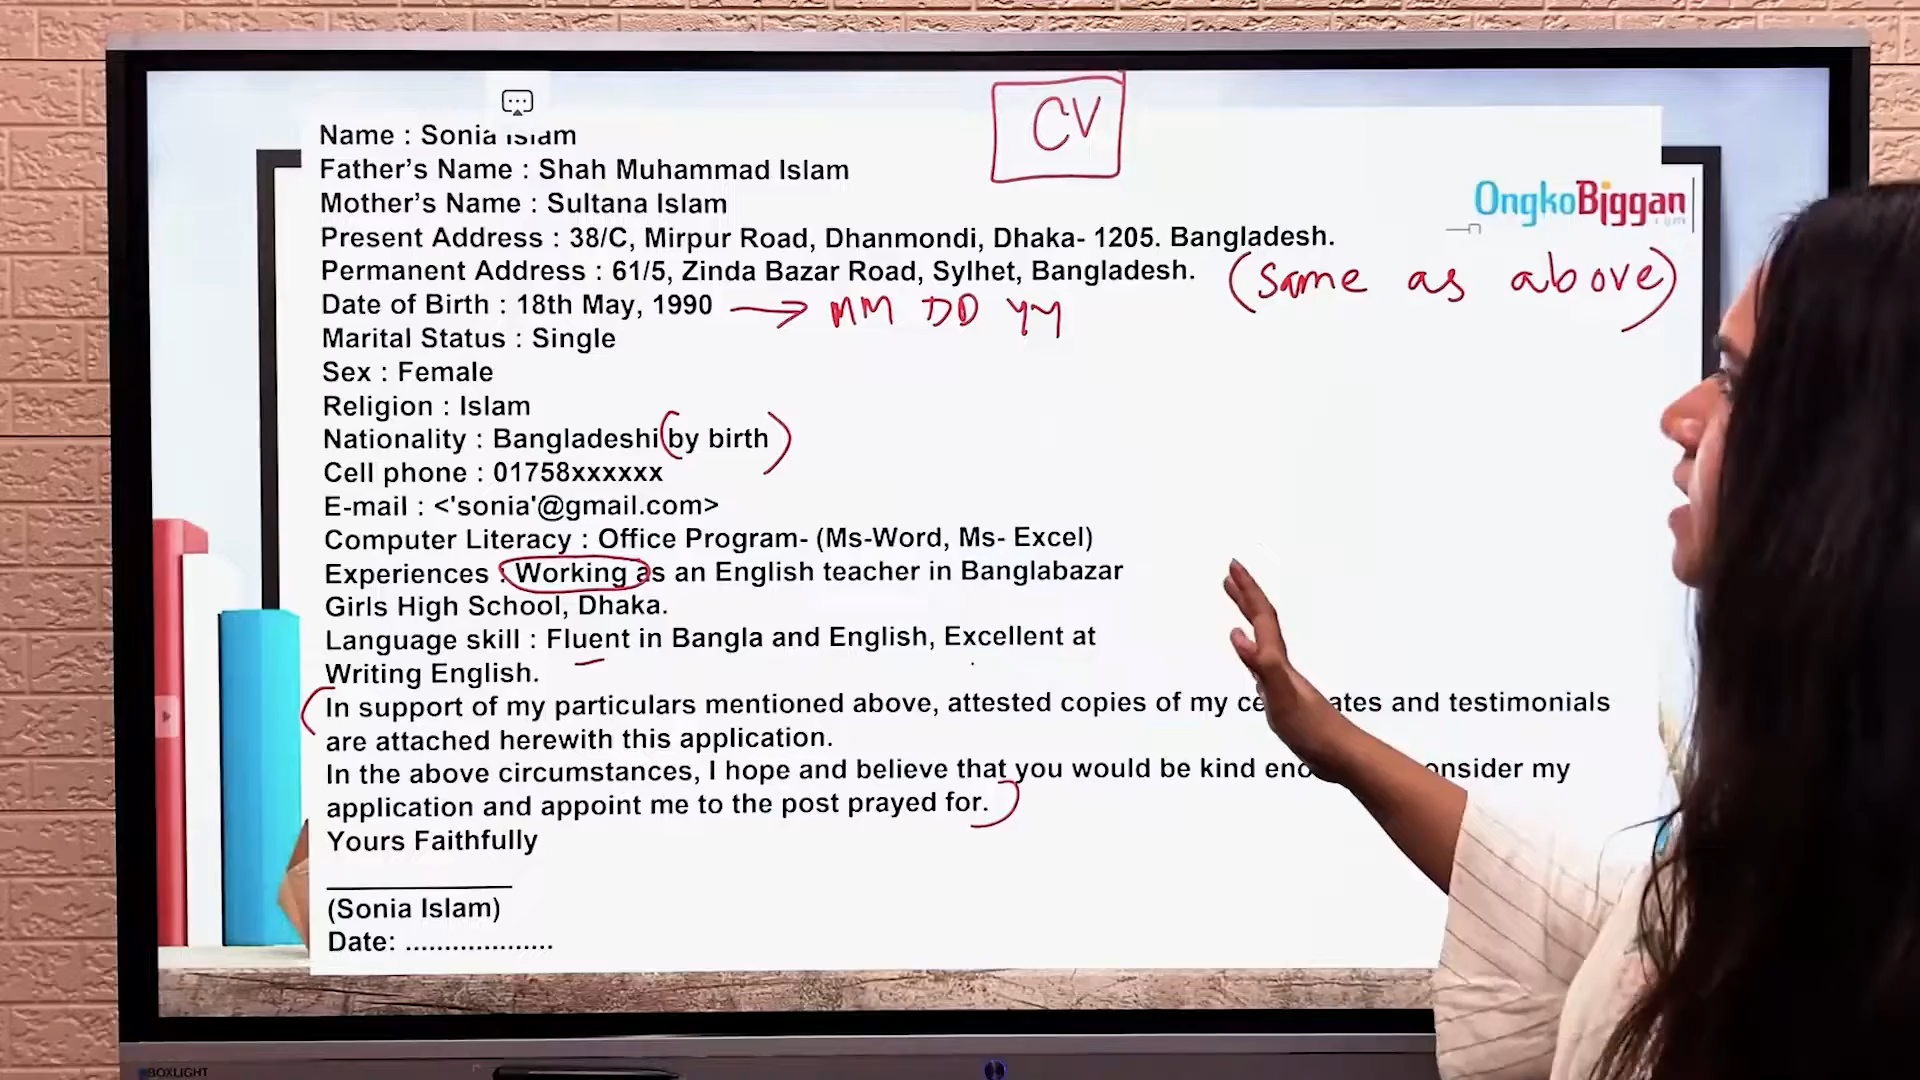 CV
Name : Sonia Islam
Father's Name : Shah Muhammad Islam
Mother's Name : Sultana Islam
OngkoBiggan
Present Address : 38/C, Mirpur Road, Dhanmondi, Dhaka- 1205. Bangladesh.
Permanent Address : 61/5, Zinda Bazar Road, Sylhet, Bangladesh. (Same as above)
Date of Birth : 18th May, 1990 → MM DD YY
Marital Status : Single
Sex : Female
Religion : Islam
Nationality : Bangladeshi (by birth)
Cell phone : 01758xxxxxx
E-mail : <'sonia'@gmail.com>
Computer Literacy : Office Program- (Ms-Word, Ms- Excel)
Experiences : Working as an English teacher in Banglabazar
Girls High School, Dhaka.
Language skill : Fluent in Bangla and English, Excellent at
Writing English.
(In support of my particulars mentioned above, attested copies of my ce ates and testimonials
are attached herewith this application.
In the above circumstances, I hope and believe that you would be kind eno onsider my
application and appoint me to the post prayed for.)
Yours Faithfully
(Sonia Islam)
Date: ...................
BOXLIGHT